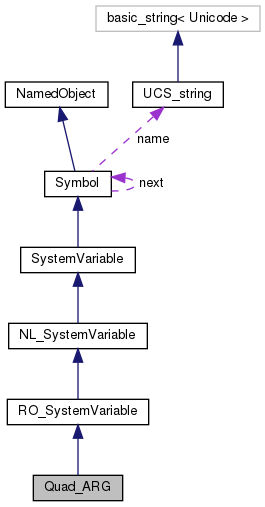 basic_string< Unicode >
NamedObject
UCS_string
name
Symbol
next
SystemVariable
NL_SystemVariable
RO_SystemVariable
Quad_ARG